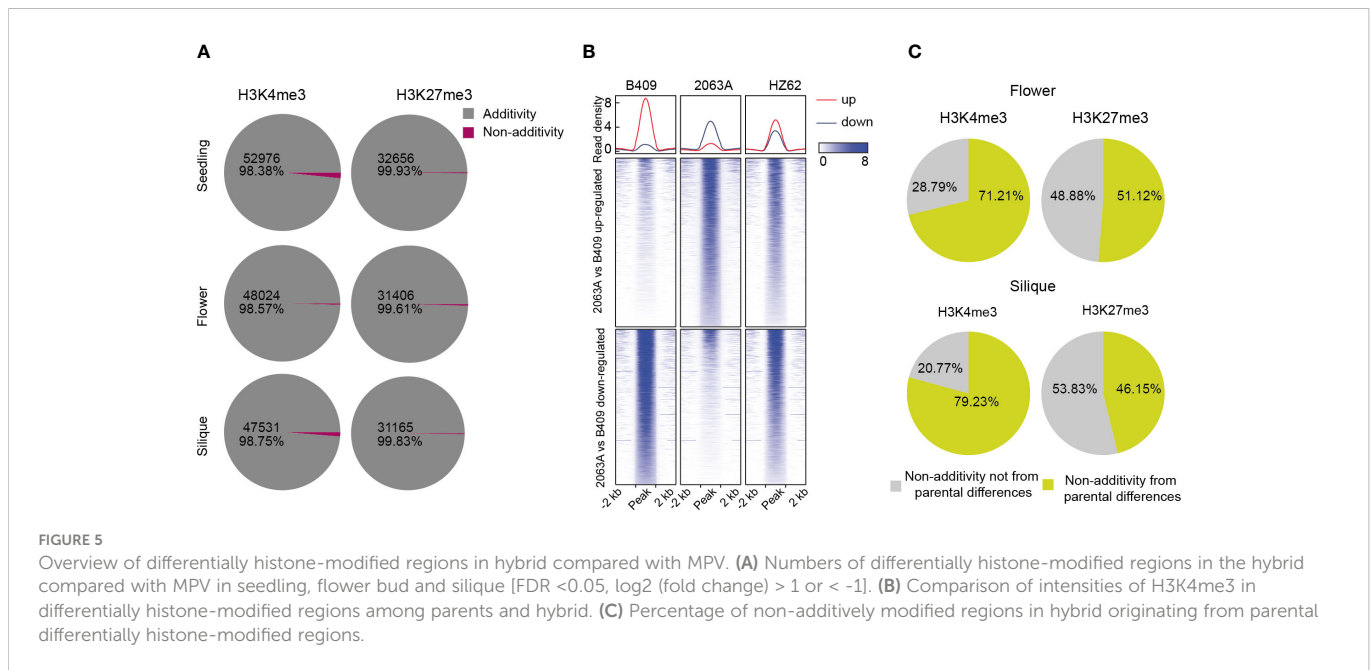 A
H3K4me3
H3K27me3
Additivity
Non-additivity
Seedling
52976
98.38%
32656
99.93%
Flower
48024
98.57%
31406
99.61%
Silique
47531
98.75%
31165
99.83%
B
B409
2063A
HZ62
Read density
8
4
0
up
down
0
8
2063A vs B409 up-regulated
2063A vs B409 down-regulated
-2 kb
Peak
2 kb
-2 kb
Peak
2 kb
-2 kb
Peak
2 kb
C
Flower
H3K4me3
H3K27me3
28.79%
71.21%
48.88%
51.12%
Silique
H3K4me3
H3K27me3
20.77%
79.23%
53.83%
46.15%
Non-additivity not from
parental differences
Non-additivity from
parental differences
FIGURE 5
Overview of differentially histone-modified regions in hybrid compared with MPV. (A) Numbers of differentially histone-modified regions in the hybrid
compared with MPV in seedling, flower bud and silique [FDR <0.05, log2 (fold change) > 1 or < -1]. (B) Comparison of intensities of H3K4me3 in
differentially histone-modified regions among parents and hybrid. (C) Percentage of non-additively modified regions in hybrid originating from parental
differentially histone-modified regions.